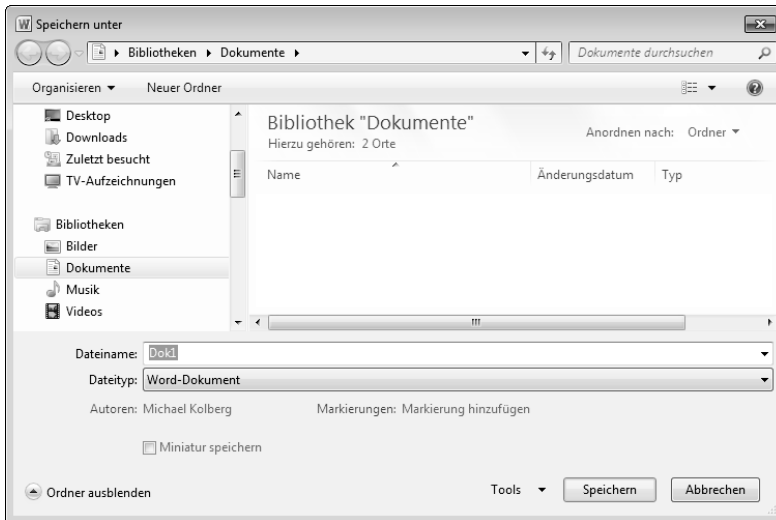 Speichern unter
Bibliotheken Dokumente
Dokumente durchsuchen
Organisieren Neuer Ordner
Desktop
Downloads
Zuletzt besucht
TV-Aufzeichnungen
Bibliotheken
Bilder
Dokumente
Musik
Videos
Bibliothek "Dokumente"
Hierzu gehören: 2 Orte
Anordnen nach: Ordner
Name Änderungsdatum Typ
Dateiname: Dok1
Dateityp: Word-Dokument
Autoren: Michael Kolberg Markierungen: Markierung hinzufügen
Miniatur speichern
Ordner ausblenden Tools Speichern Abbrechen